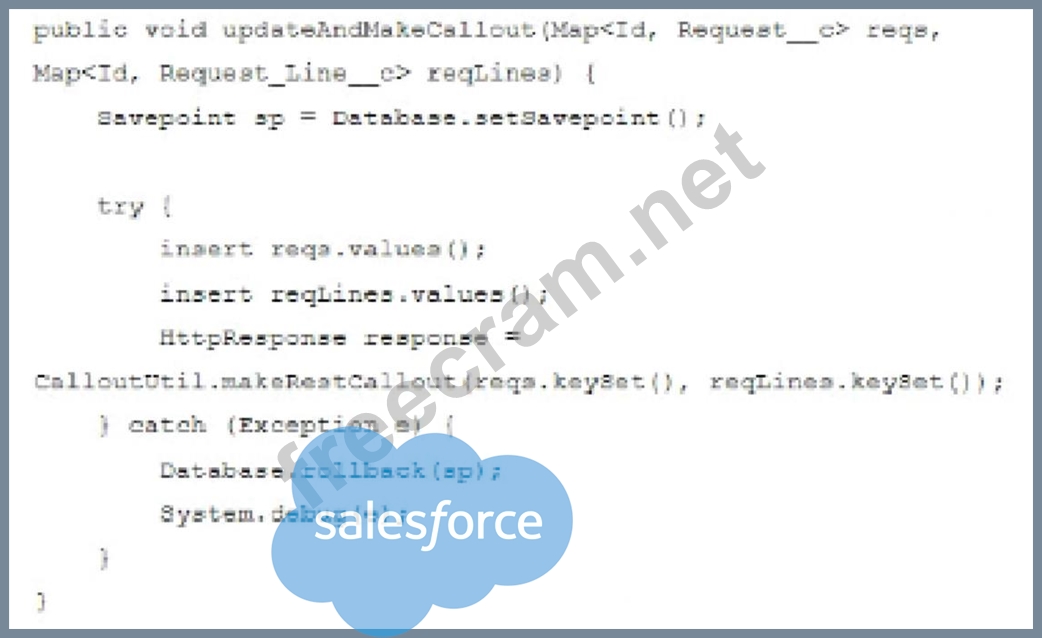 public void updateAndMakeCallout(Map<Id, Request__c> reqs,
Map<Id, Request_Line__c> reqLines) {
Savepoint sp = Database.setSavepoint();
try {
insert reqs.values();
insert reqLines.values();
HttpResponse response =
CalloutUtil.makeRestCallout(reqs.keySet(), reqLines.keySet());
} catch (Exception e) {
Database.rollback(sp);
System.debug(e);
}
}
freecram.net
salesforce